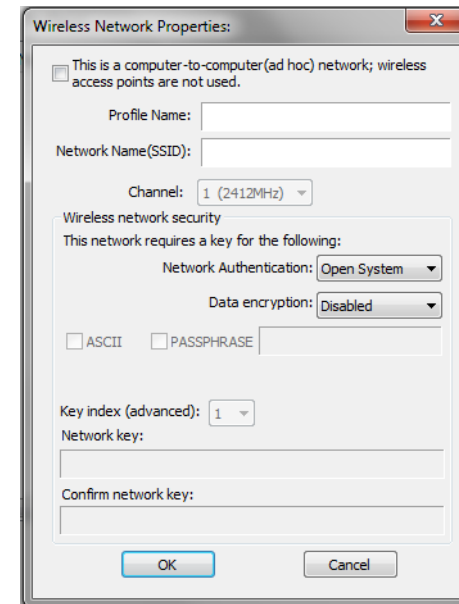 Wireless Network Properties:
This is a computer-to-computer(ad hoc) network; wireless
access points are not used.
Profile Name:
Network Name(SSID):
Channel: 1 (2412MHz)
Wireless network security
This network requires a key for the following:
Network Authentication: Open System
Data encryption: Disabled
ASCII PASSPHRASE
Key index (advanced): 1
Network key:
Confirm network key:
OK Cancel